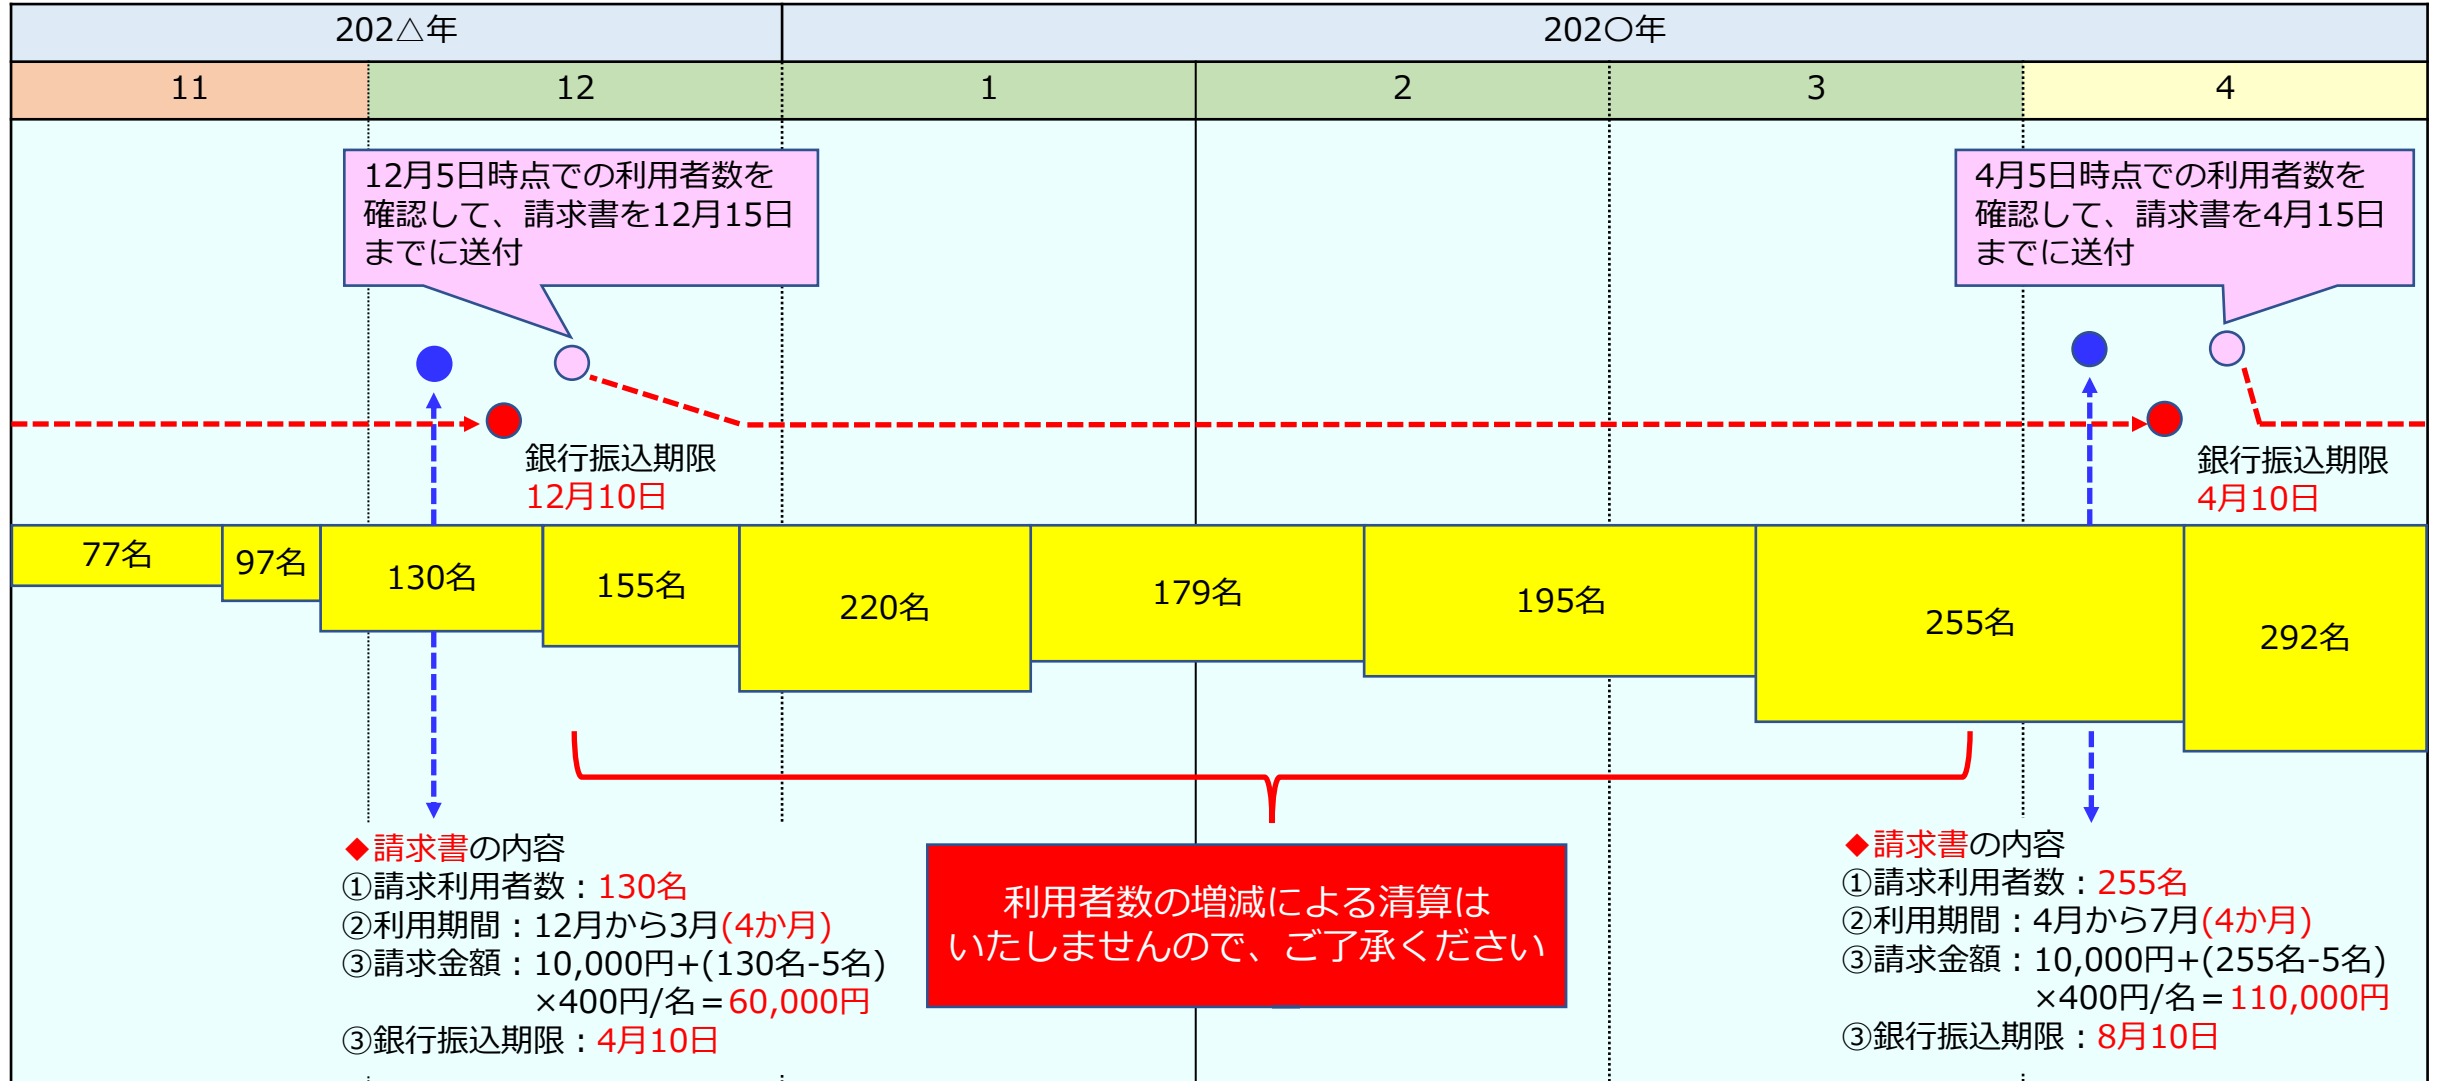 202△年
202〇年
11
12
1
2
3
4
12月5日時点での利用者数を
確認して、請求書を12月15日
までに送付
4月5日時点での利用者数を
確認して、請求書を4月15日
までに送付
銀行振込期限
12月10日
銀行振込期限
4月10日
77名
97名
130名
155名
220名
179名
195名
255名
292名
◆請求書の内容
①請求利用者数：130名
②利用期間：12月から3月(4か月)
③請求金額：10,000円+(130名-5名)
×400円/名＝60,000円
③銀行振込期限：4月10日
利用者数の増減による清算は
いたしませんので、ご了承ください
◆請求書の内容
①請求利用者数：255名
②利用期間：4月から7月(4か月)
③請求金額：10,000円+(255名-5名)
×400円/名＝110,000円
③銀行振込期限：8月10日